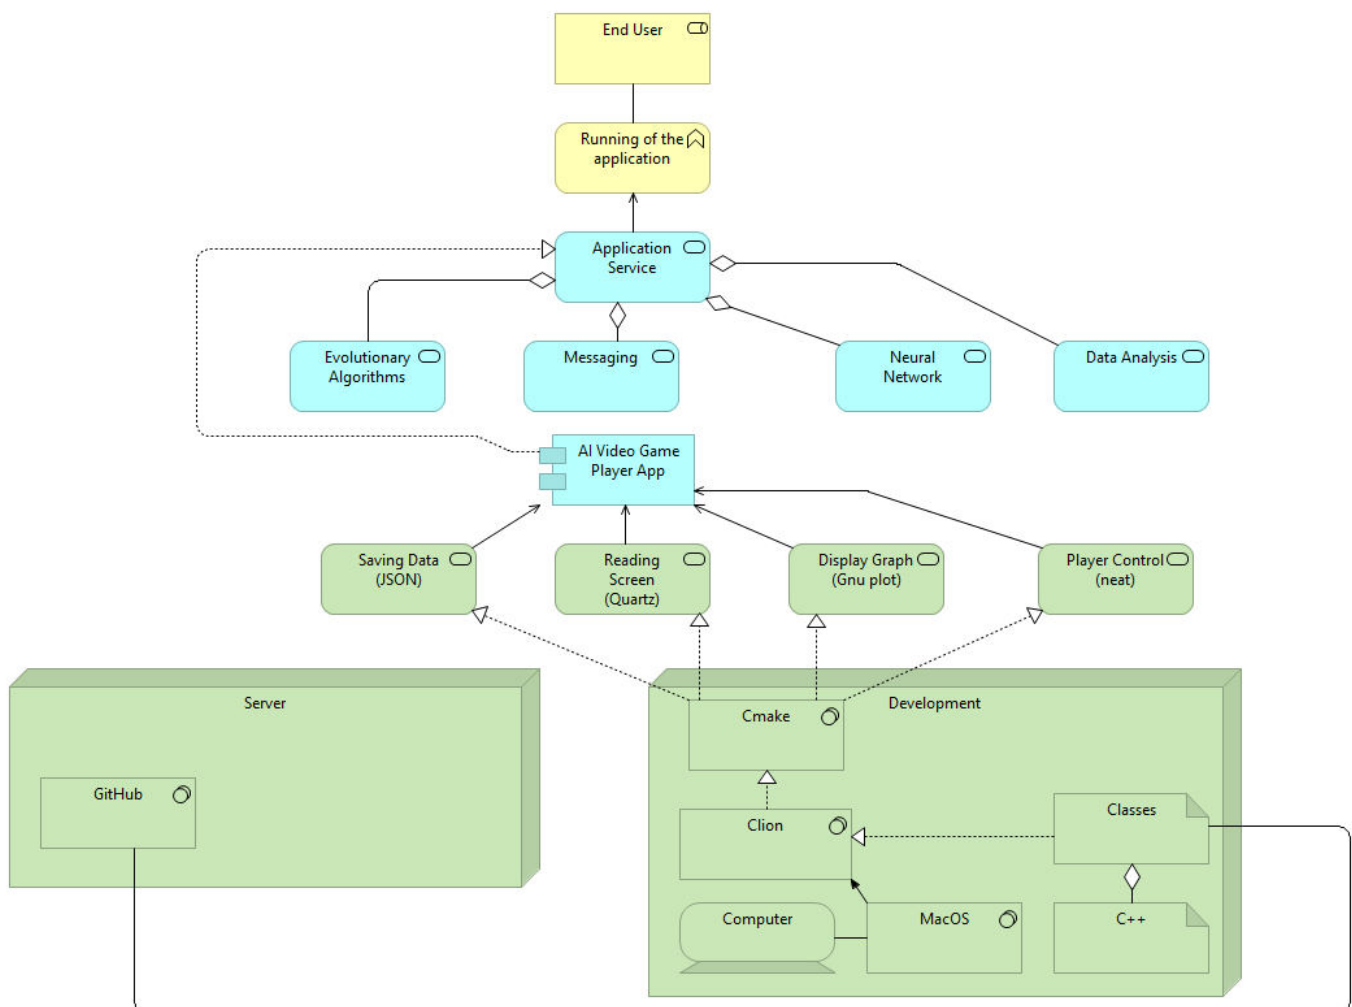 End User
Running of the
application
Application
Service
Evolutionary
Algorithms
Messaging
Neural
Network
Data Analysis
AI Video Game
Player App
Saving Data
(JSON)
Reading
Screen
(Quartz)
Display Graph
(Gnu plot)
Player Control
(neat)
Server
GitHub
Development
Cmake
Clion
Classes
Computer
MacOS
C++